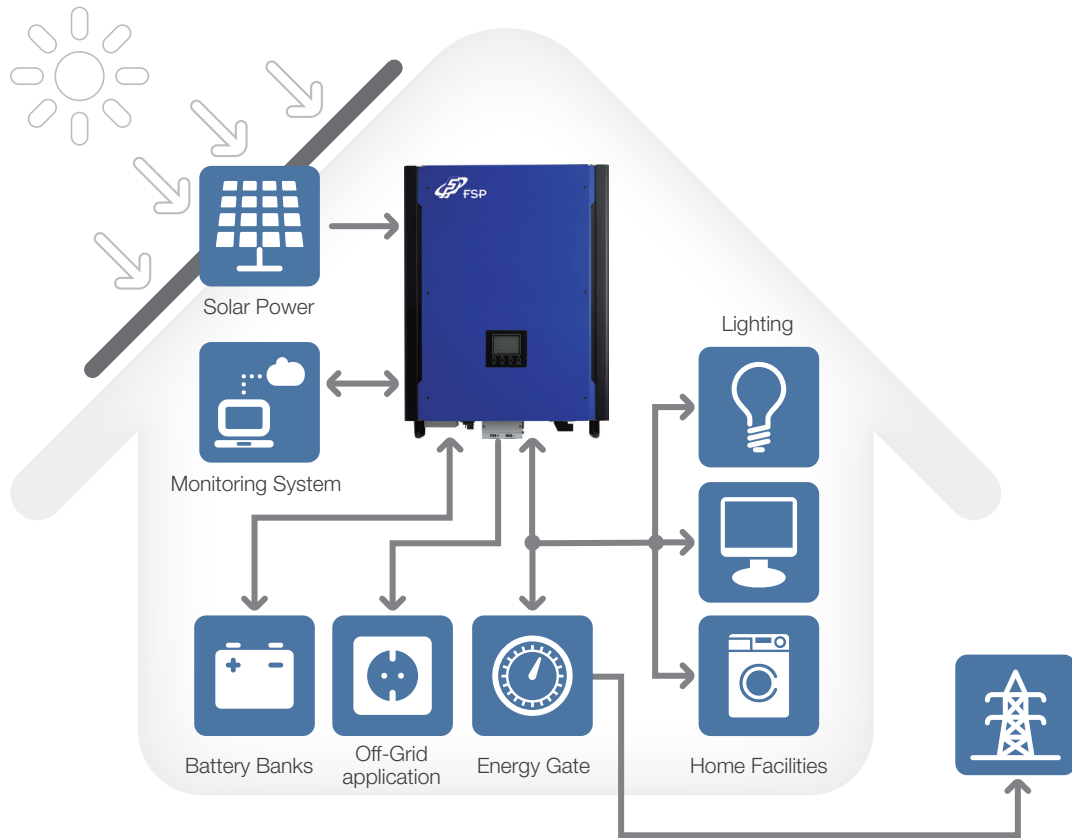 FSP
Solar Power
Lighting
Monitoring System
Battery Banks
Off-Grid
application
Energy Gate
Home Facilities